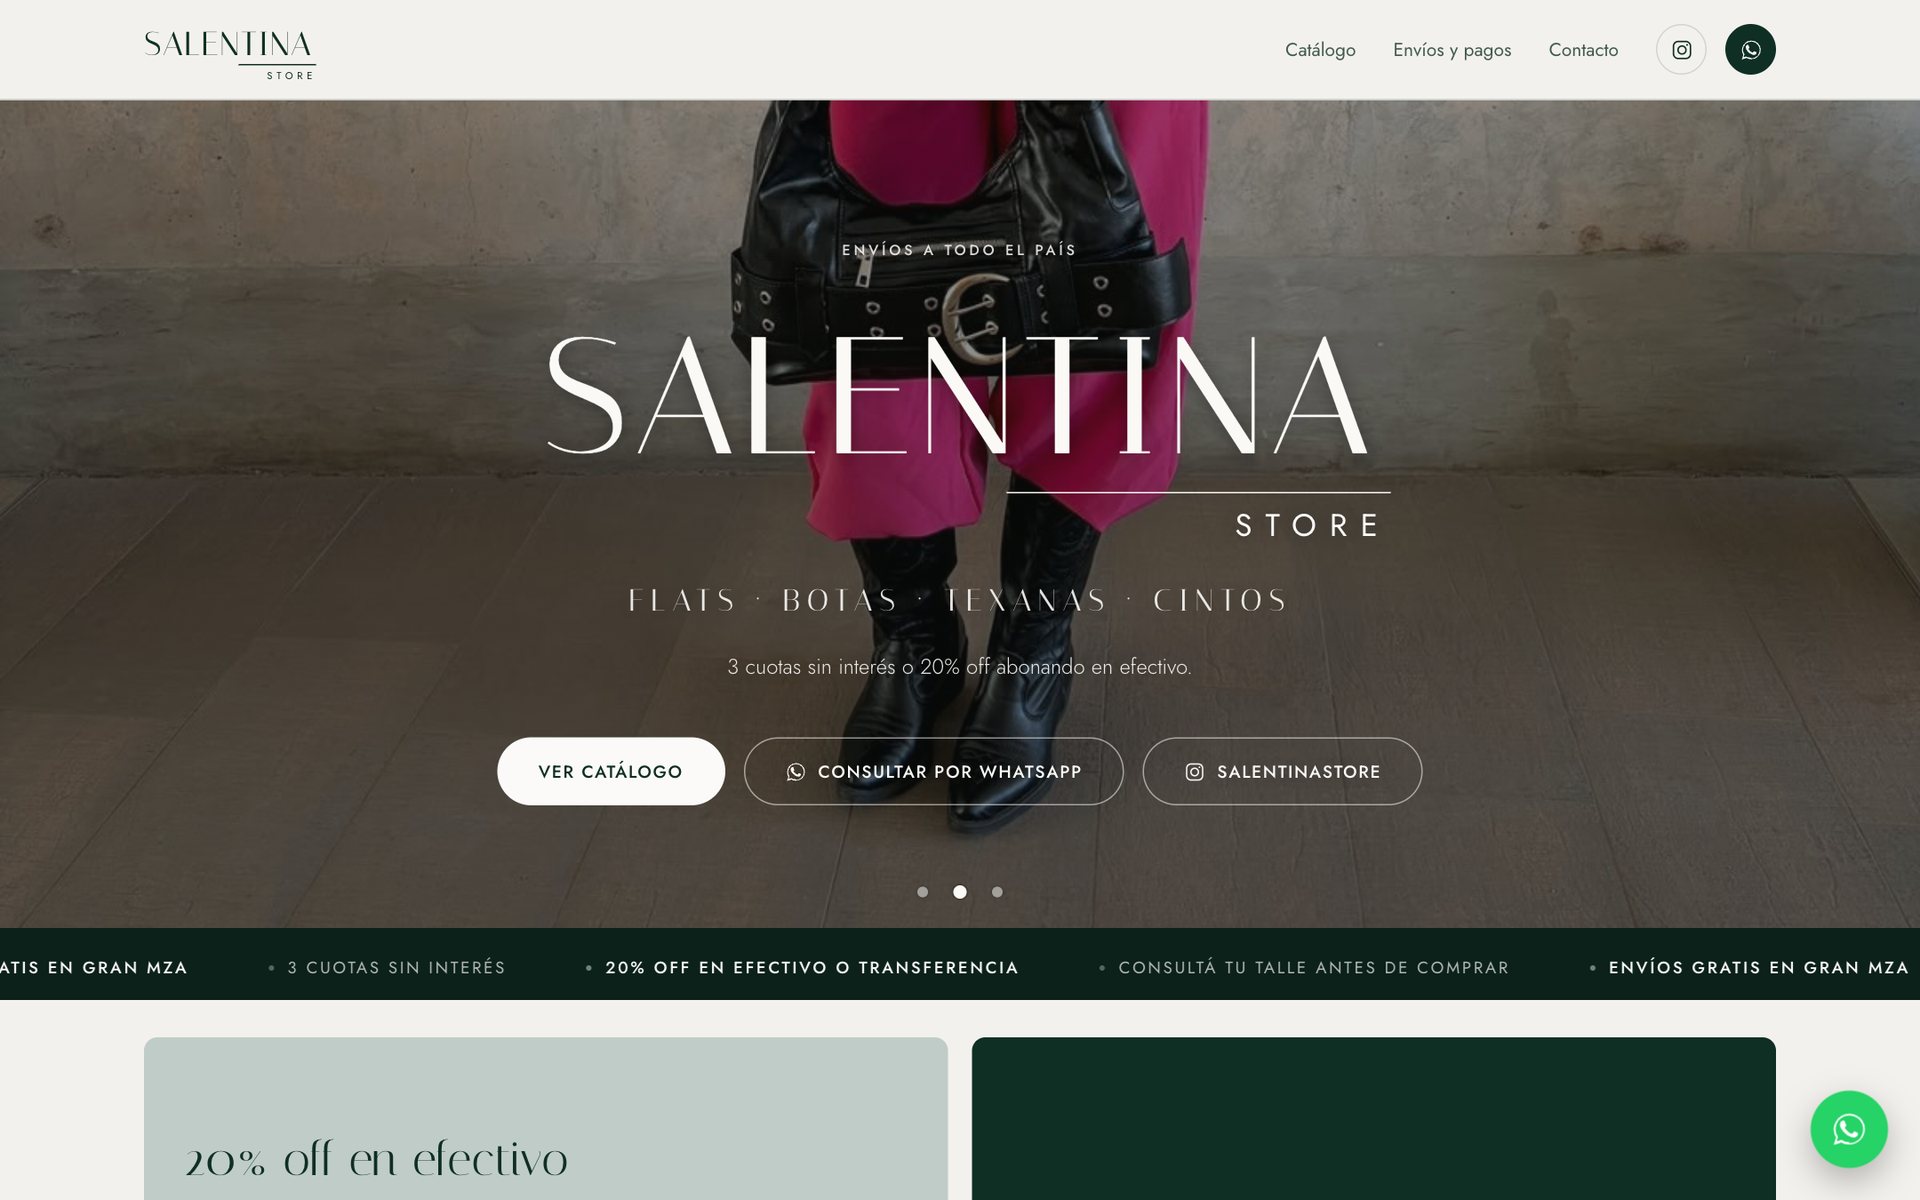 SALENTINA
STORE
Catálogo
Envíos y pagos
Contacto
ENVÍOS A TODO EL PAÍS
SALENTINA
STORE
FLATS · BOTAS · TEXANAS · CINTOS
3 cuotas sin interés o 20% off abonando en efectivo.
VER CATÁLOGO
CONSULTAR POR WHATSAPP
SALENTINASTORE
ATIS EN GRAN MZA • 3 CUOTAS SIN INTERÉS • 20% OFF EN EFECTIVO O TRANSFERENCIA • CONSULTÁ TU TALLE ANTES DE COMPRAR • ENVÍOS GRATIS EN GRAN MZA
20% off en efectivo